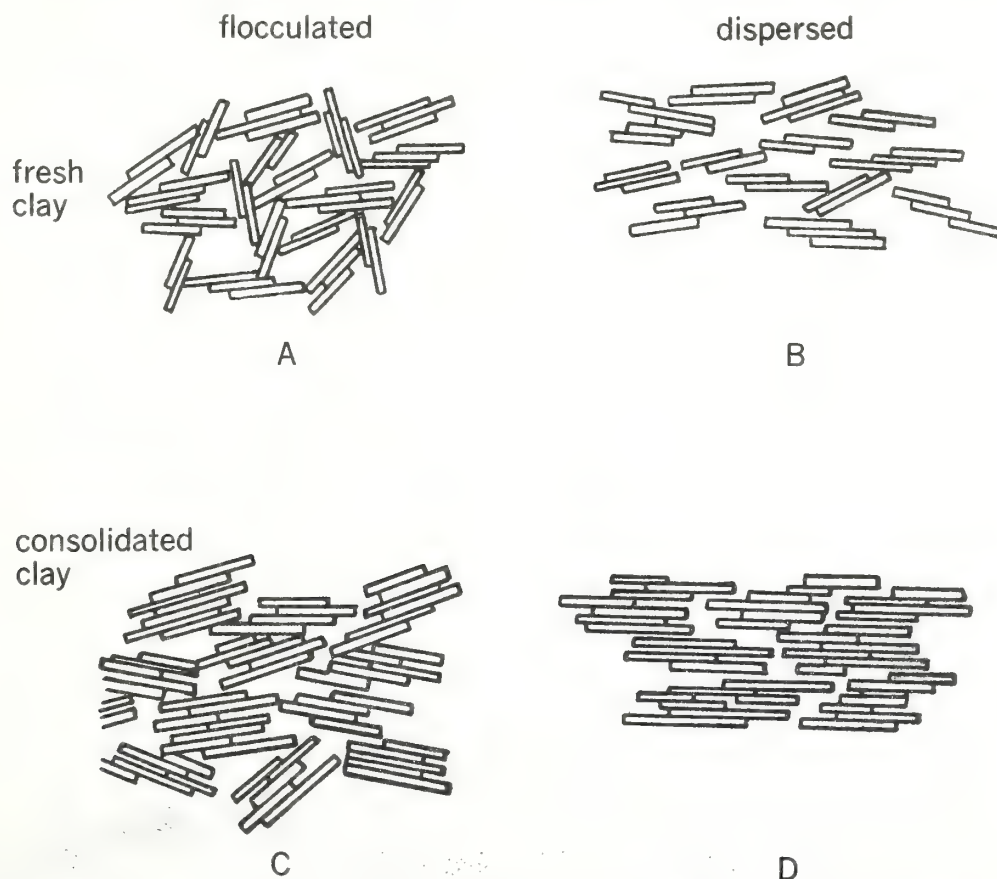 flocculated
dispersed
fresh
clay
A
B
consolidated
clay
C
D